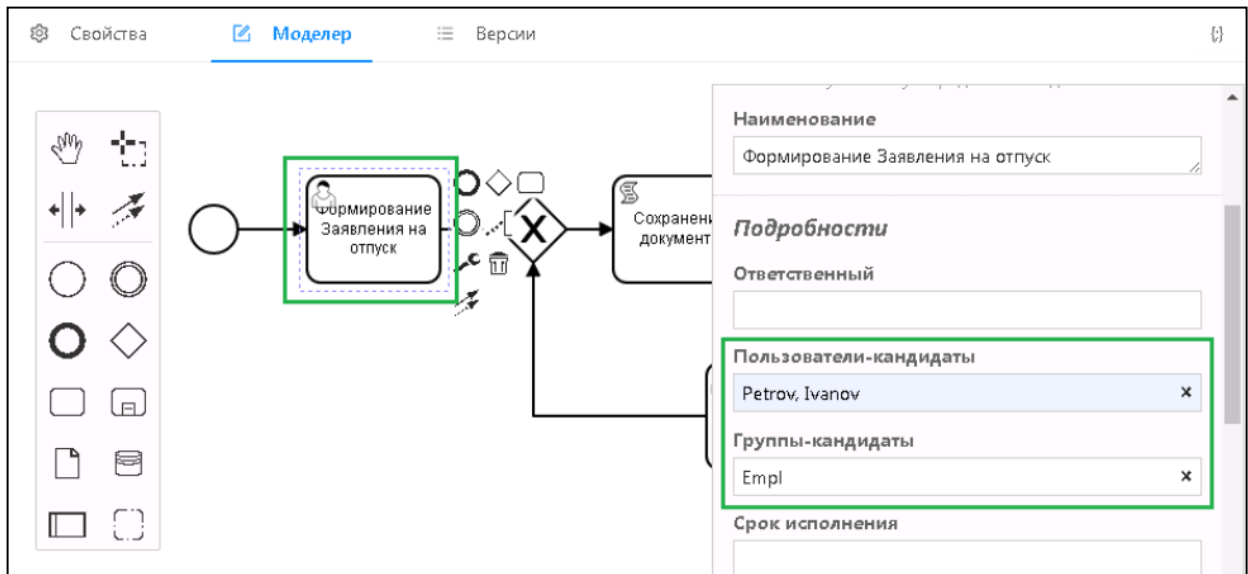 Свойства
Моделер
Версии
Наименование
Формирование Заявления на отпуск
Формирование
Заявления на
отпуск
Сохранени
документ
Подробности
Ответственный
Пользователи-кандидаты
Petrov, Ivanov
Группы-кандидаты
Empl
Срок исполнения